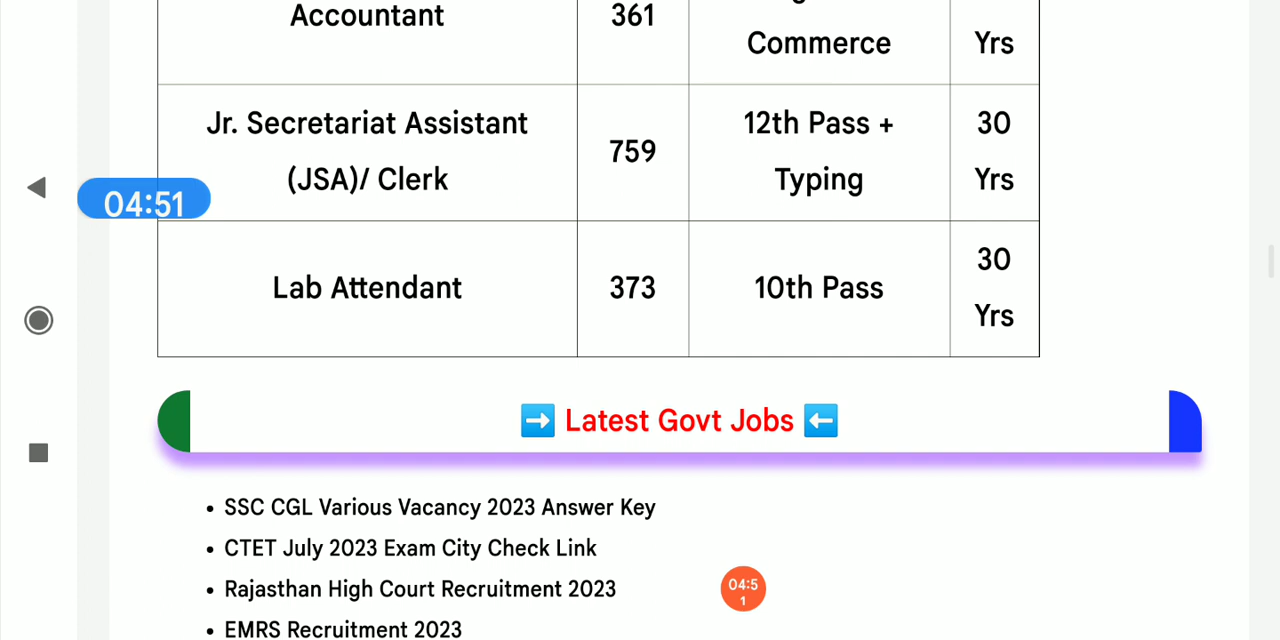 Accountant
361
Commerce
Yrs
Jr. Secretariat Assistant
(JSA)/ Clerk
759
12th Pass +
Typing
30
Yrs
04:51
Lab Attendant
373
10th Pass
30
Yrs
➡ Latest Govt Jobs ⬅
• SSC CGL Various Vacancy 2023 Answer Key
• CTET July 2023 Exam City Check Link
• Rajasthan High Court Recruitment 2023
04:5
1
• EMRS Recruitment 2023